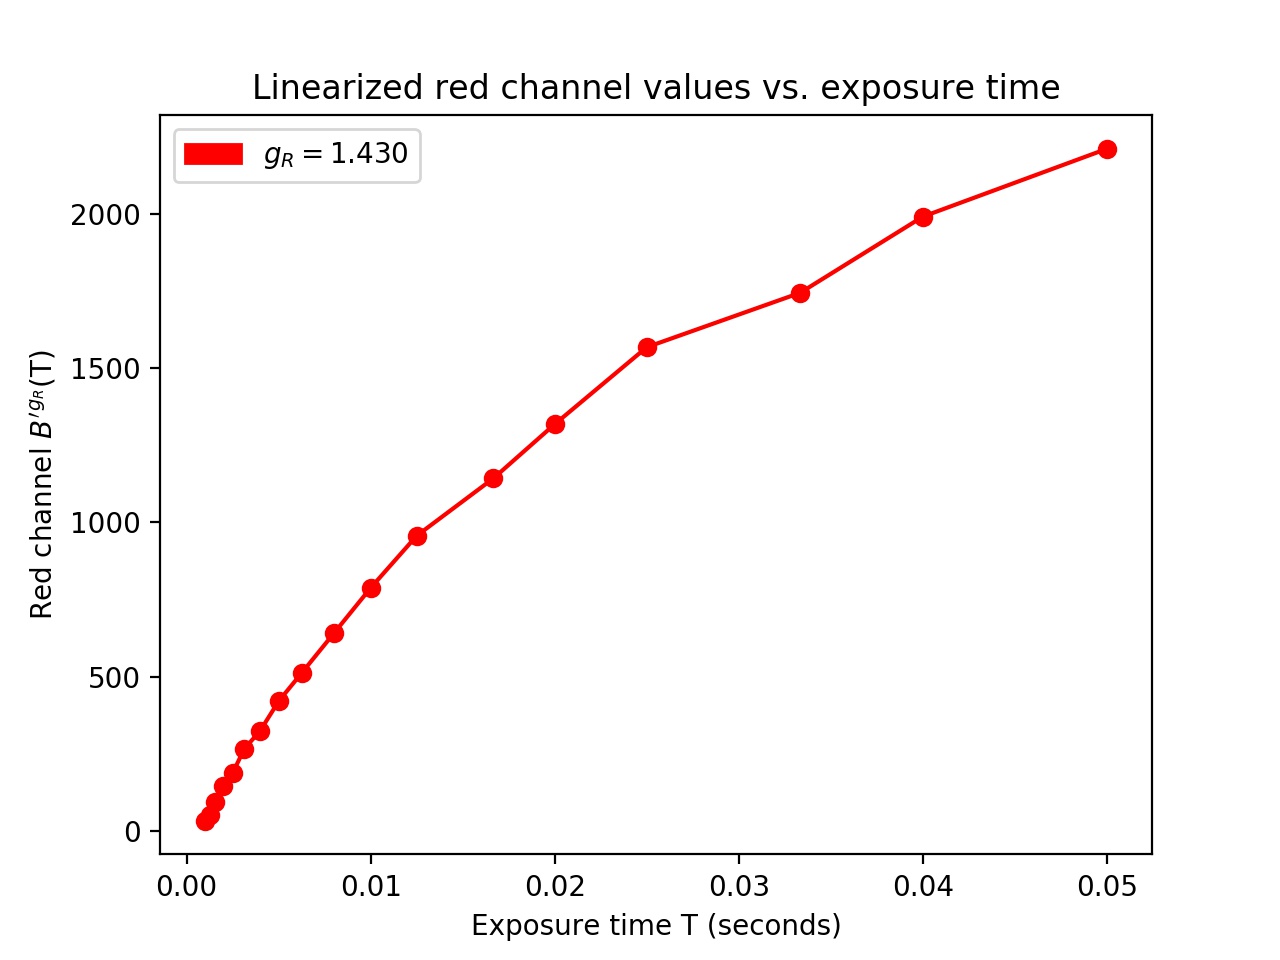 Linearized red channel values vs. exposure time
g_R = 1.430
Red channel B'^{g_R}(T)
2000
1500
1000
500
0
0.00 0.01 0.02 0.03 0.04 0.05
Exposure time T (seconds)